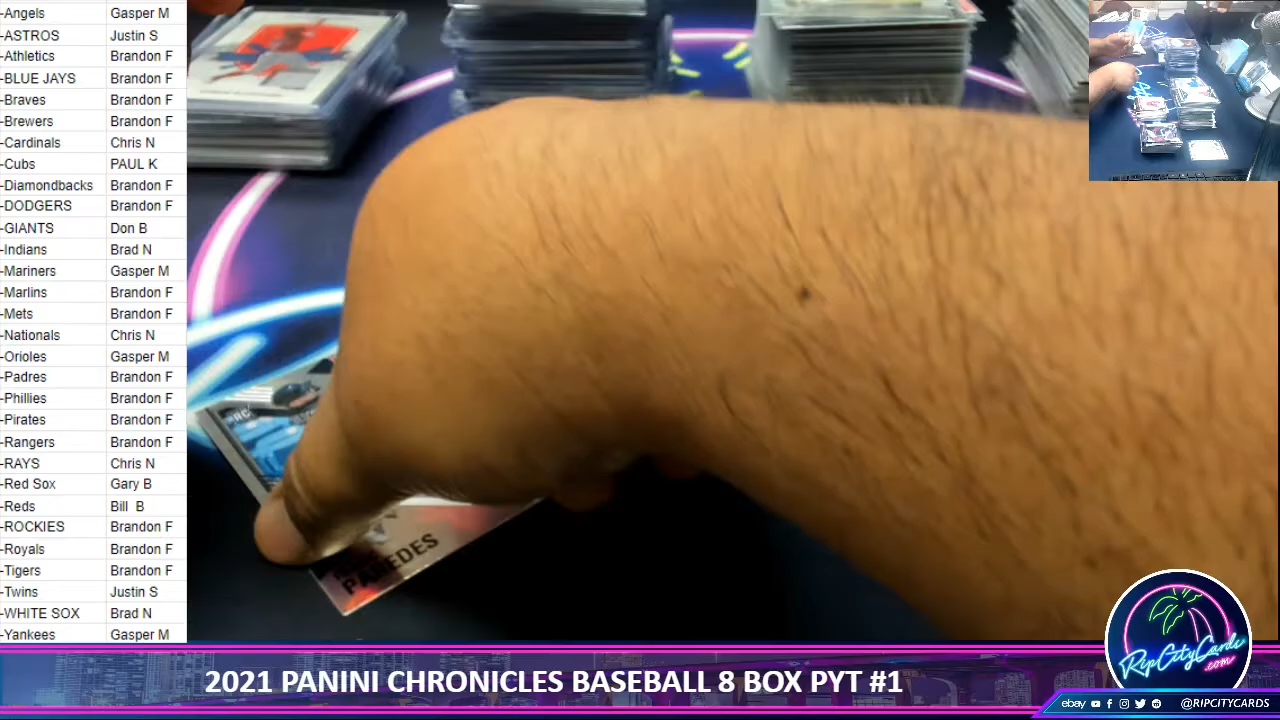 -Angels Gasper M
-ASTROS Justin S
-Athletics Brandon F
-BLUE JAYS Brandon F
-Braves Brandon F
-Brewers Brandon F
-Cardinals Chris N
-Cubs PAUL K
-Diamondbacks Brandon F
-DODGERS Brandon F
-GIANTS Don B
-Indians Brad N
-Mariners Gasper M
-Marlins Brandon F
-Mets Brandon F
-Nationals Chris N
-Orioles Gasper M
-Padres Brandon F
-Phillies Brandon F
-Pirates Brandon F
-Rangers Brandon F
-RAYS Chris N
-Red Sox Gary B
-Reds Bill B
-ROCKIES Brandon F
-Royals Brandon F
-Tigers Brandon F
-Twins Justin S
-WHITE SOX Brad N
-Yankees Gasper M
RC
PAREDES
2021 PANINI CHRONICLES BASEBALL 8 BOX PYT #1
RipCityCards
.com
ebay @RIPCITYCARDS